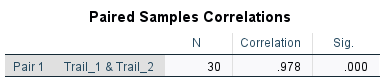 Paired Samples Correlations
N Correlation Sig.
Pair 1 Trail_1 & Trail_2 30 .978 .000